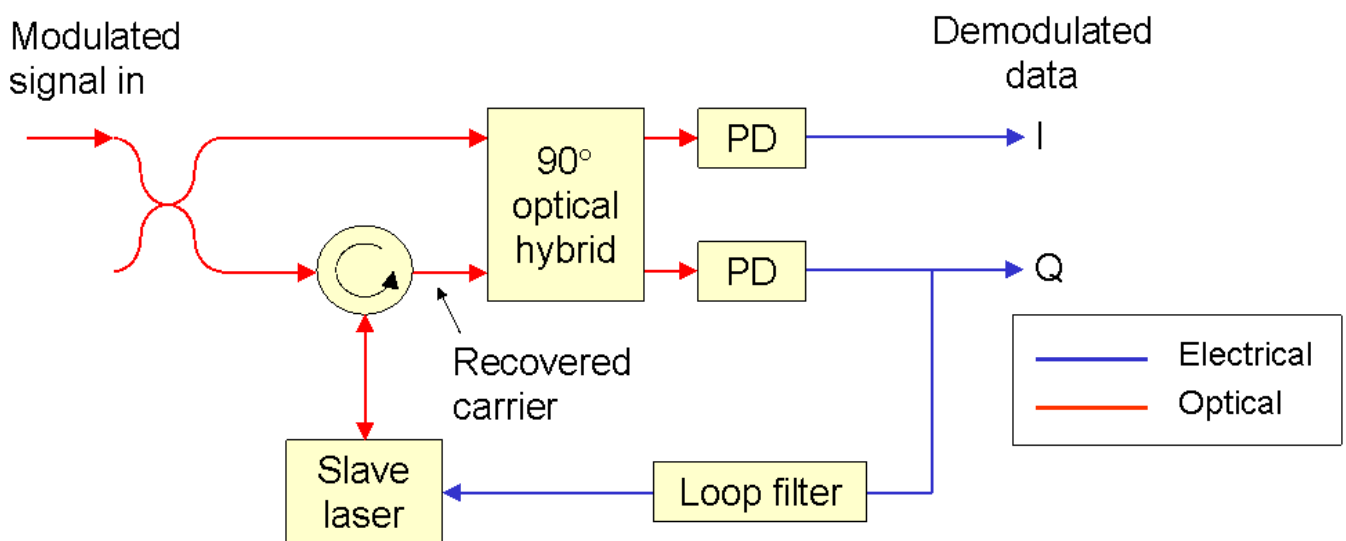 Modulated
signal in
Demodulated
data
90°
optical
hybrid
PD
I
PD
Q
Recovered
carrier
Electrical
Optical
Slave
laser
Loop filter